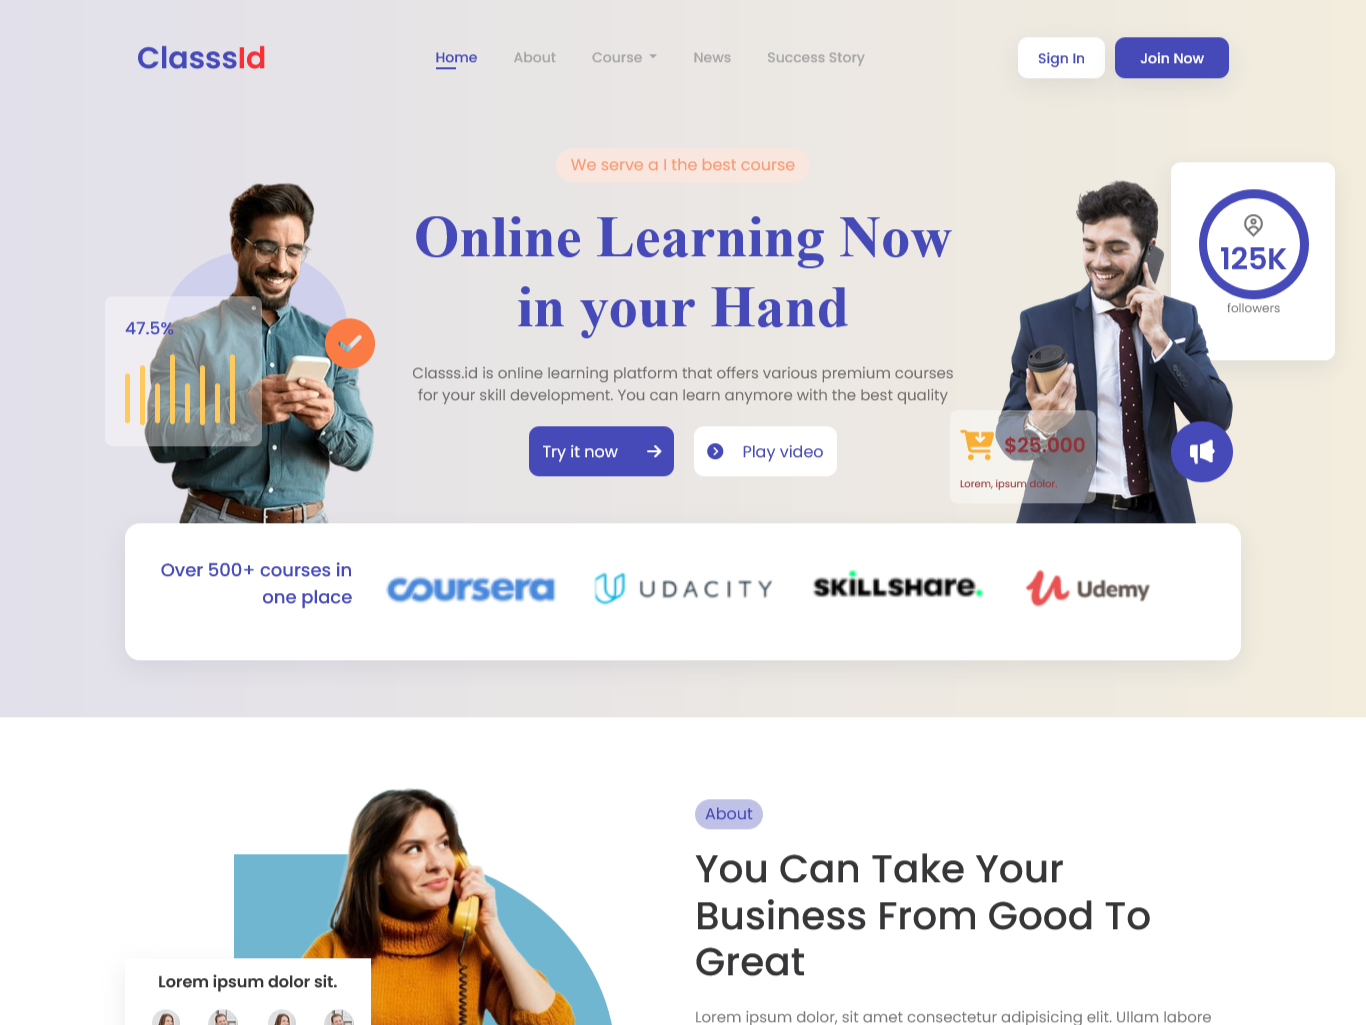 ClasssId
Home
About
Course
News
Success Story
Sign In
Join Now
We serve a I the best course
Online Learning Now
in your Hand
Classs.id is online learning platform that offers various premium courses
for your skill development. You can learn anymore with the best quality
Try it now
Play video
47.5%
125K
followers
$25.000
Lorem, ipsum dolor.
Over 500+ courses in
one place
coursera
UDACITY
SKILLSHARE.
Udemy
About
You Can Take Your
Business From Good To
Great
Lorem ipsum dolor, sit amet consectetur adipisicing elit. Ullam labore
Lorem ipsum dolor sit.